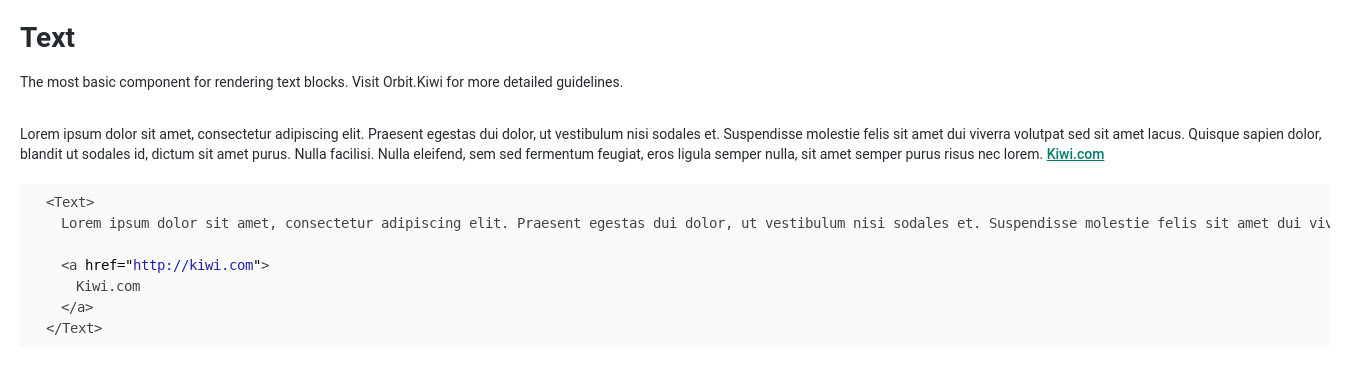 Text
The most basic component for rendering text blocks. Visit Orbit.Kiwi for more detailed guidelines.
Lorem ipsum dolor sit amet, consectetur adipiscing elit. Praesent egestas dui dolor, ut vestibulum nisi sodales et. Suspendisse molestie felis sit amet dui viverra volutpat sed sit amet lacus. Quisque sapien dolor,
blandit ut sodales id, dictum sit amet purus. Nulla facilisi. Nulla eleifend, sem sed fermentum feugiat, eros ligula semper nulla, sit amet semper purus risus nec lorem. Kiwi.com
<Text>
Lorem ipsum dolor sit amet, consectetur adipiscing elit. Praesent egestas dui dolor, ut vestibulum nisi sodales et. Suspendisse molestie felis sit amet dui viv
<a href="http://kiwi.com">
Kiwi.com
</a>
</Text>